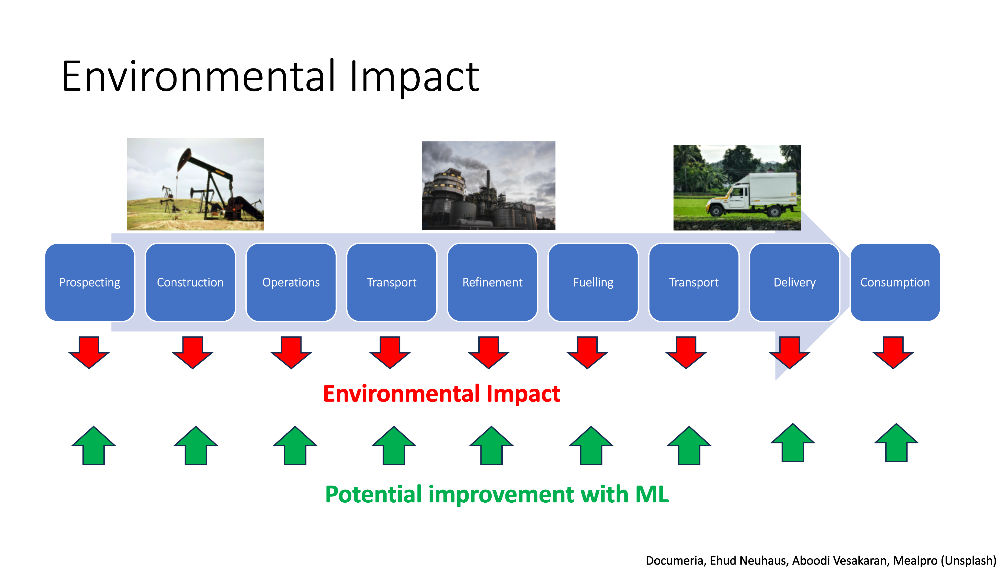 Environmental Impact
Prospecting
Construction
Operations
Transport
Refinement
Fuelling
Transport
Delivery
Consumption
Environmental Impact
Potential improvement with ML
Documeria, Ehud Neuhaus, Aboodi Vesakaran, Mealpro (Unsplash)